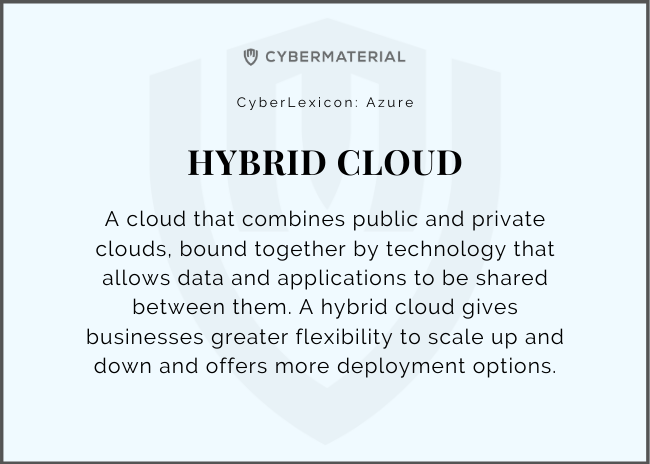 CYBERMATERIAL
CyberLexicon: Azure
HYBRID CLOUD
A cloud that combines public and private
clouds, bound together by technology that
allows data and applications to be shared
between them. A hybrid cloud gives
businesses greater flexibility to scale up and
down and offers more deployment options.